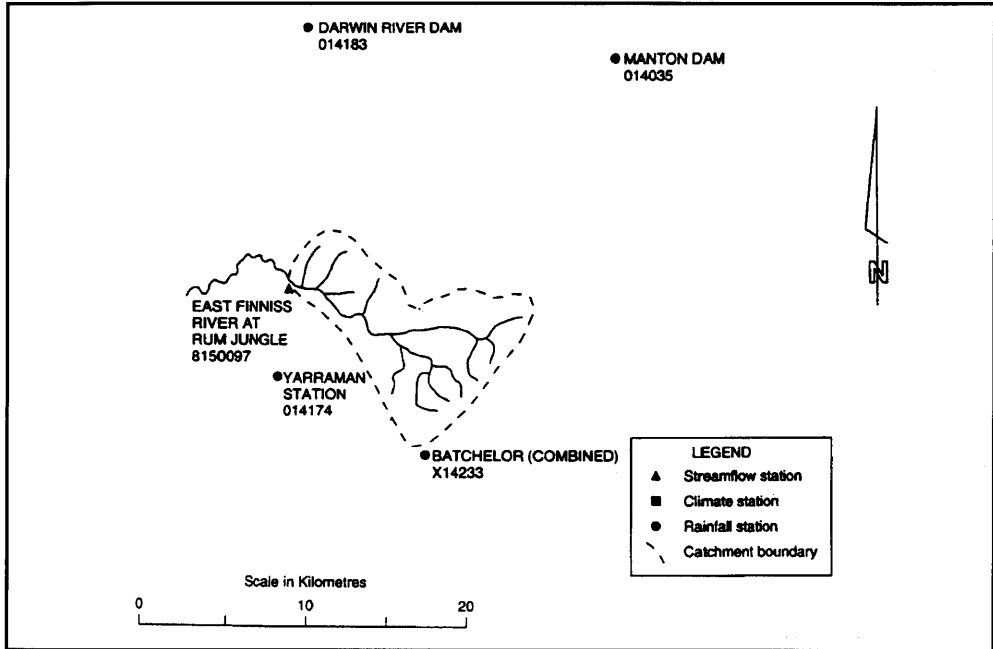 DARWIN RIVER DAM
014183
MANTON DAM
014035
N
EAST FINNISS
RIVER AT
RUM JUNGLE
8150097
YARRAMAN
STATION
014174
BATCHELOR (COMBINED)
X14233
LEGEND
Streamflow station
Climate station
Rainfall station
Catchment boundary
Scale in Kilometres
0 10 20